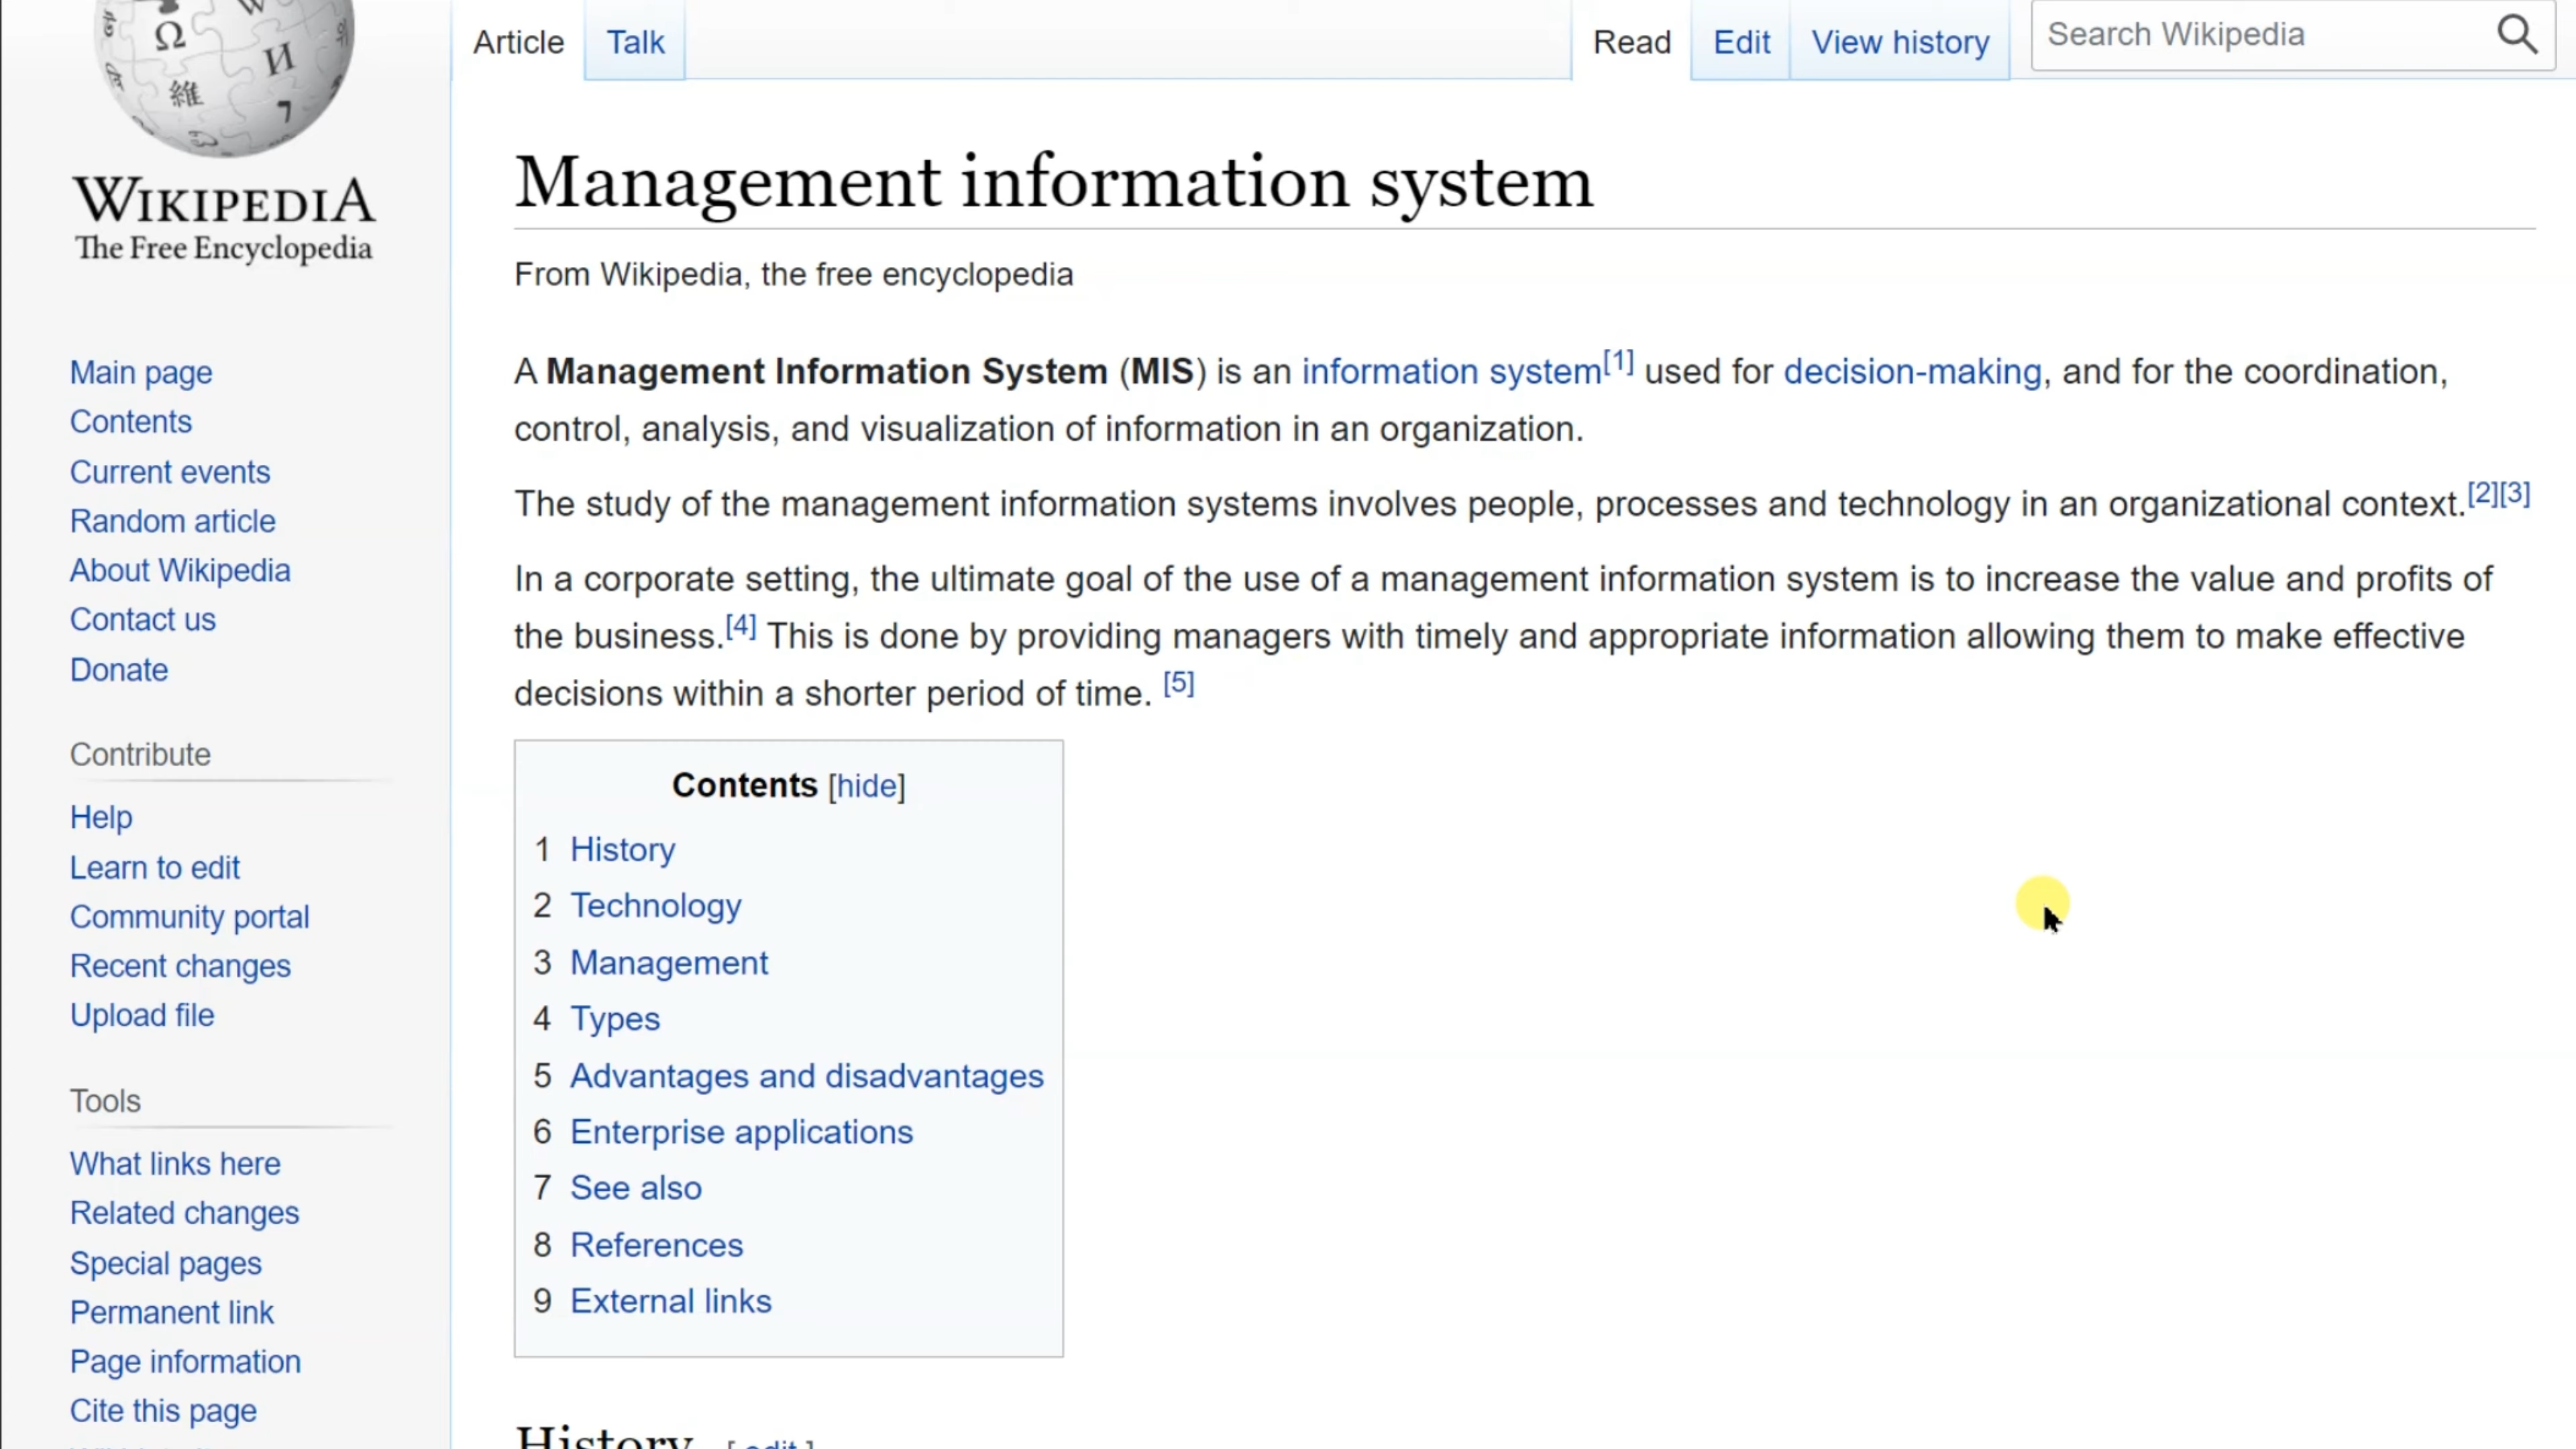 Article Talk Read Edit View history Search Wikipedia
WIKIPEDIA
The Free Encyclopedia
Main page
Contents
Current events
Random article
About Wikipedia
Contact us
Donate
Contribute
Help
Learn to edit
Community portal
Recent changes
Upload file
Tools
What links here
Related changes
Special pages
Permanent link
Page information
Cite this page
Management information system
From Wikipedia, the free encyclopedia
A Management Information System (MIS) is an information system[1] used for decision-making, and for the coordination,
control, analysis, and visualization of information in an organization.
The study of the management information systems involves people, processes and technology in an organizational context.[2][3]
In a corporate setting, the ultimate goal of the use of a management information system is to increase the value and profits of
the business.[4] This is done by providing managers with timely and appropriate information allowing them to make effective
decisions within a shorter period of time. [5]
Contents [hide]
1 History
2 Technology
3 Management
4 Types
5 Advantages and disadvantages
6 Enterprise applications
7 See also
8 References
9 External links
History [ edit ]